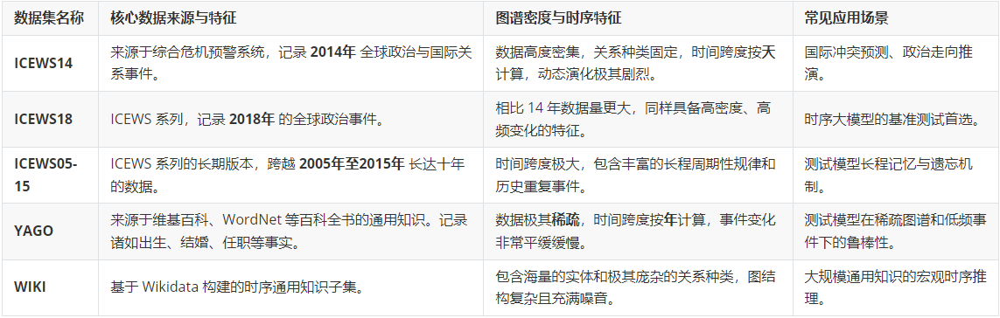 数据集名称 核心数据来源与特征 图谱密度与时序特征 常见应用场景
ICEWS14 来源于综合危机预警系统，记录 2014年 全球政治与国际关 数据高度密集，关系种类固定，时间跨度按天 国际冲突预测、政治走向推
系事件。 计算，动态演化极其剧烈。 演。
ICEWS18 ICEWS 系列，记录 2018年 的全球政治事件。 相比 14 年数据量更大，同样具备高密度、高 时序大模型的基准测试首选。
频变化的特征。
ICEWS05- ICEWS 系列的长期版本，跨越 2005年至2015年 长达十年 时间跨度极大，包含丰富的长程周期性规律和 测试模型长程记忆与遗忘机
15 的数据。 历史重复事件。 制。
YAGO 来源于维基百科、WordNet 等百科全书的通用知识。记录 数据极其稀疏，时间跨度按年计算，事件变化 测试模型在稀疏图谱和低频事
诸如出生、结婚、任职等事实。 非常平缓缓慢。 件下的鲁棒性。
WIKI 基于 Wikidata 构建的时序通用知识子集。 包含海量的实体和极其庞杂的关系种类，图结 大规模通用知识的宏观时序推
构复杂且充满噪音。 理。